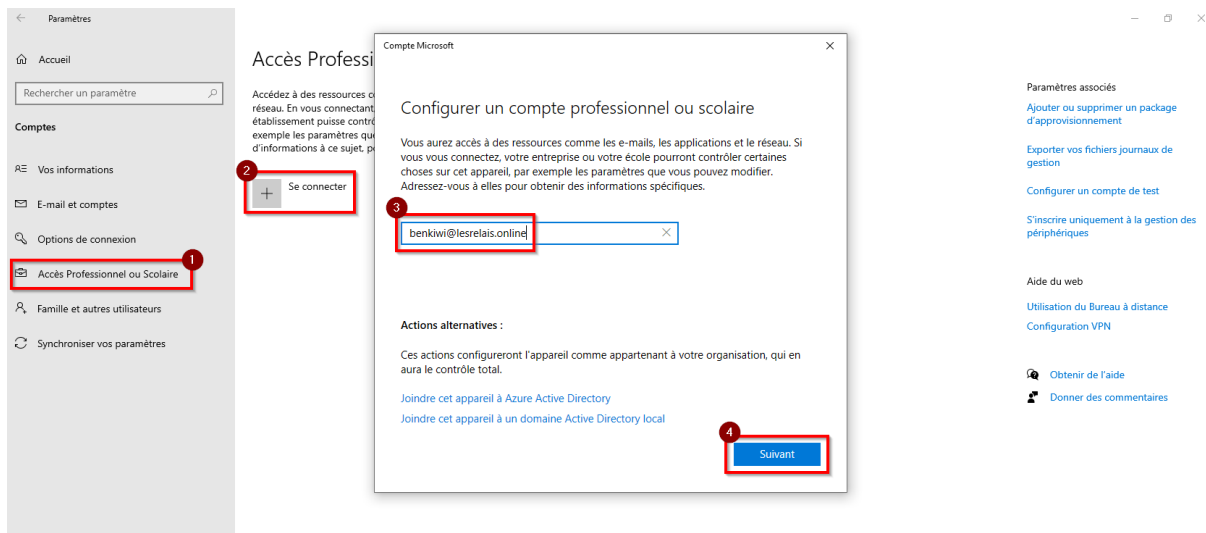 Paramètres
Accueil
Rechercher un paramètre
Comptes
Vos informations
E-mail et comptes
Options de connexion
1
Accès Professionnel ou Scolaire
Famille et autres utilisateurs
Synchroniser vos paramètres
Accès Professi
Accédez à des ressources c
réseau. En vous connectant
établissement puisse contrô
exemple les paramètres que
d'informations à ce sujet, p
2
Se connecter
Compte Microsoft
Configurer un compte professionnel ou scolaire
Vous aurez accès à des ressources comme les e-mails, les applications et le réseau. Si
vous vous connectez, votre entreprise ou votre école pourront contrôler certaines
choses sur cet appareil, par exemple les paramètres que vous pouvez modifier.
Adressez-vous à elles pour obtenir des informations spécifiques.
3
benkiwi@lesrelais.online
Actions alternatives :
Ces actions configureront l'appareil comme appartenant à votre organisation, qui en
aura le contrôle total.
Joindre cet appareil à Azure Active Directory
Joindre cet appareil à un domaine Active Directory local
4
Suivant
Paramètres associés
Ajouter ou supprimer un package
d'approvisionnement
Exporter vos fichiers journaux de
gestion
Configurer un compte de test
S'inscrire uniquement à la gestion des
périphériques
Aide du web
Utilisation du Bureau à distance
Configuration VPN
Obtenir de l'aide
Donner des commentaires